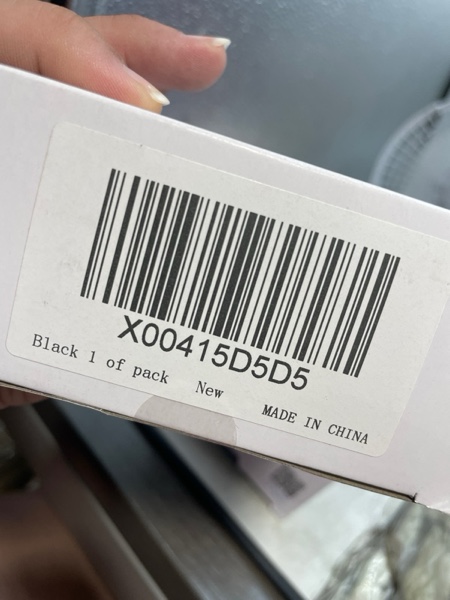 X00415D5D5
Black 1 of pack New
MADE IN CHINA